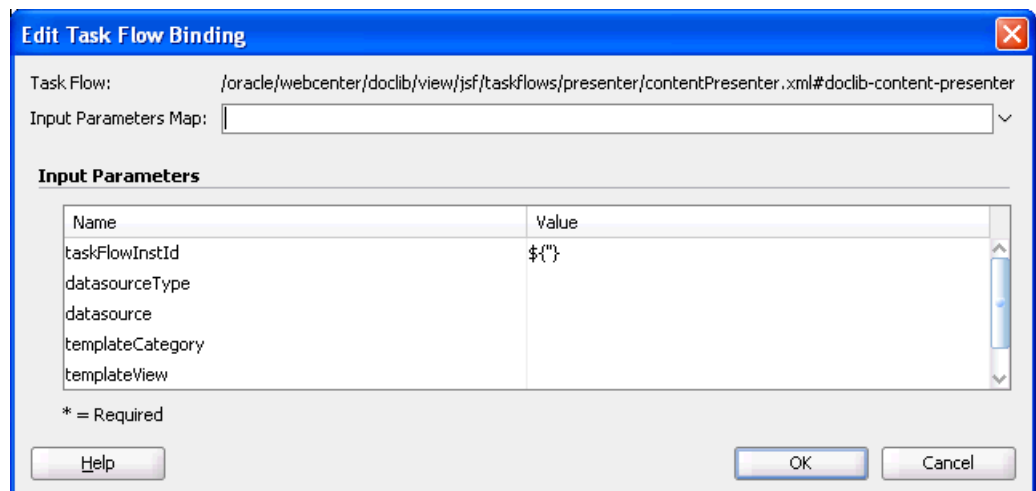 Edit Task Flow Binding
Task Flow: /oracle/webcenter/doclib/view/jsf/taskflows/presenter/contentPresenter.xml#doclib-content-presenter
Input Parameters Map:
Input Parameters
Name Value
taskFlowInstId ${''}
datasourceType
datasource
templateCategory
templateView
* = Required
Help OK Cancel